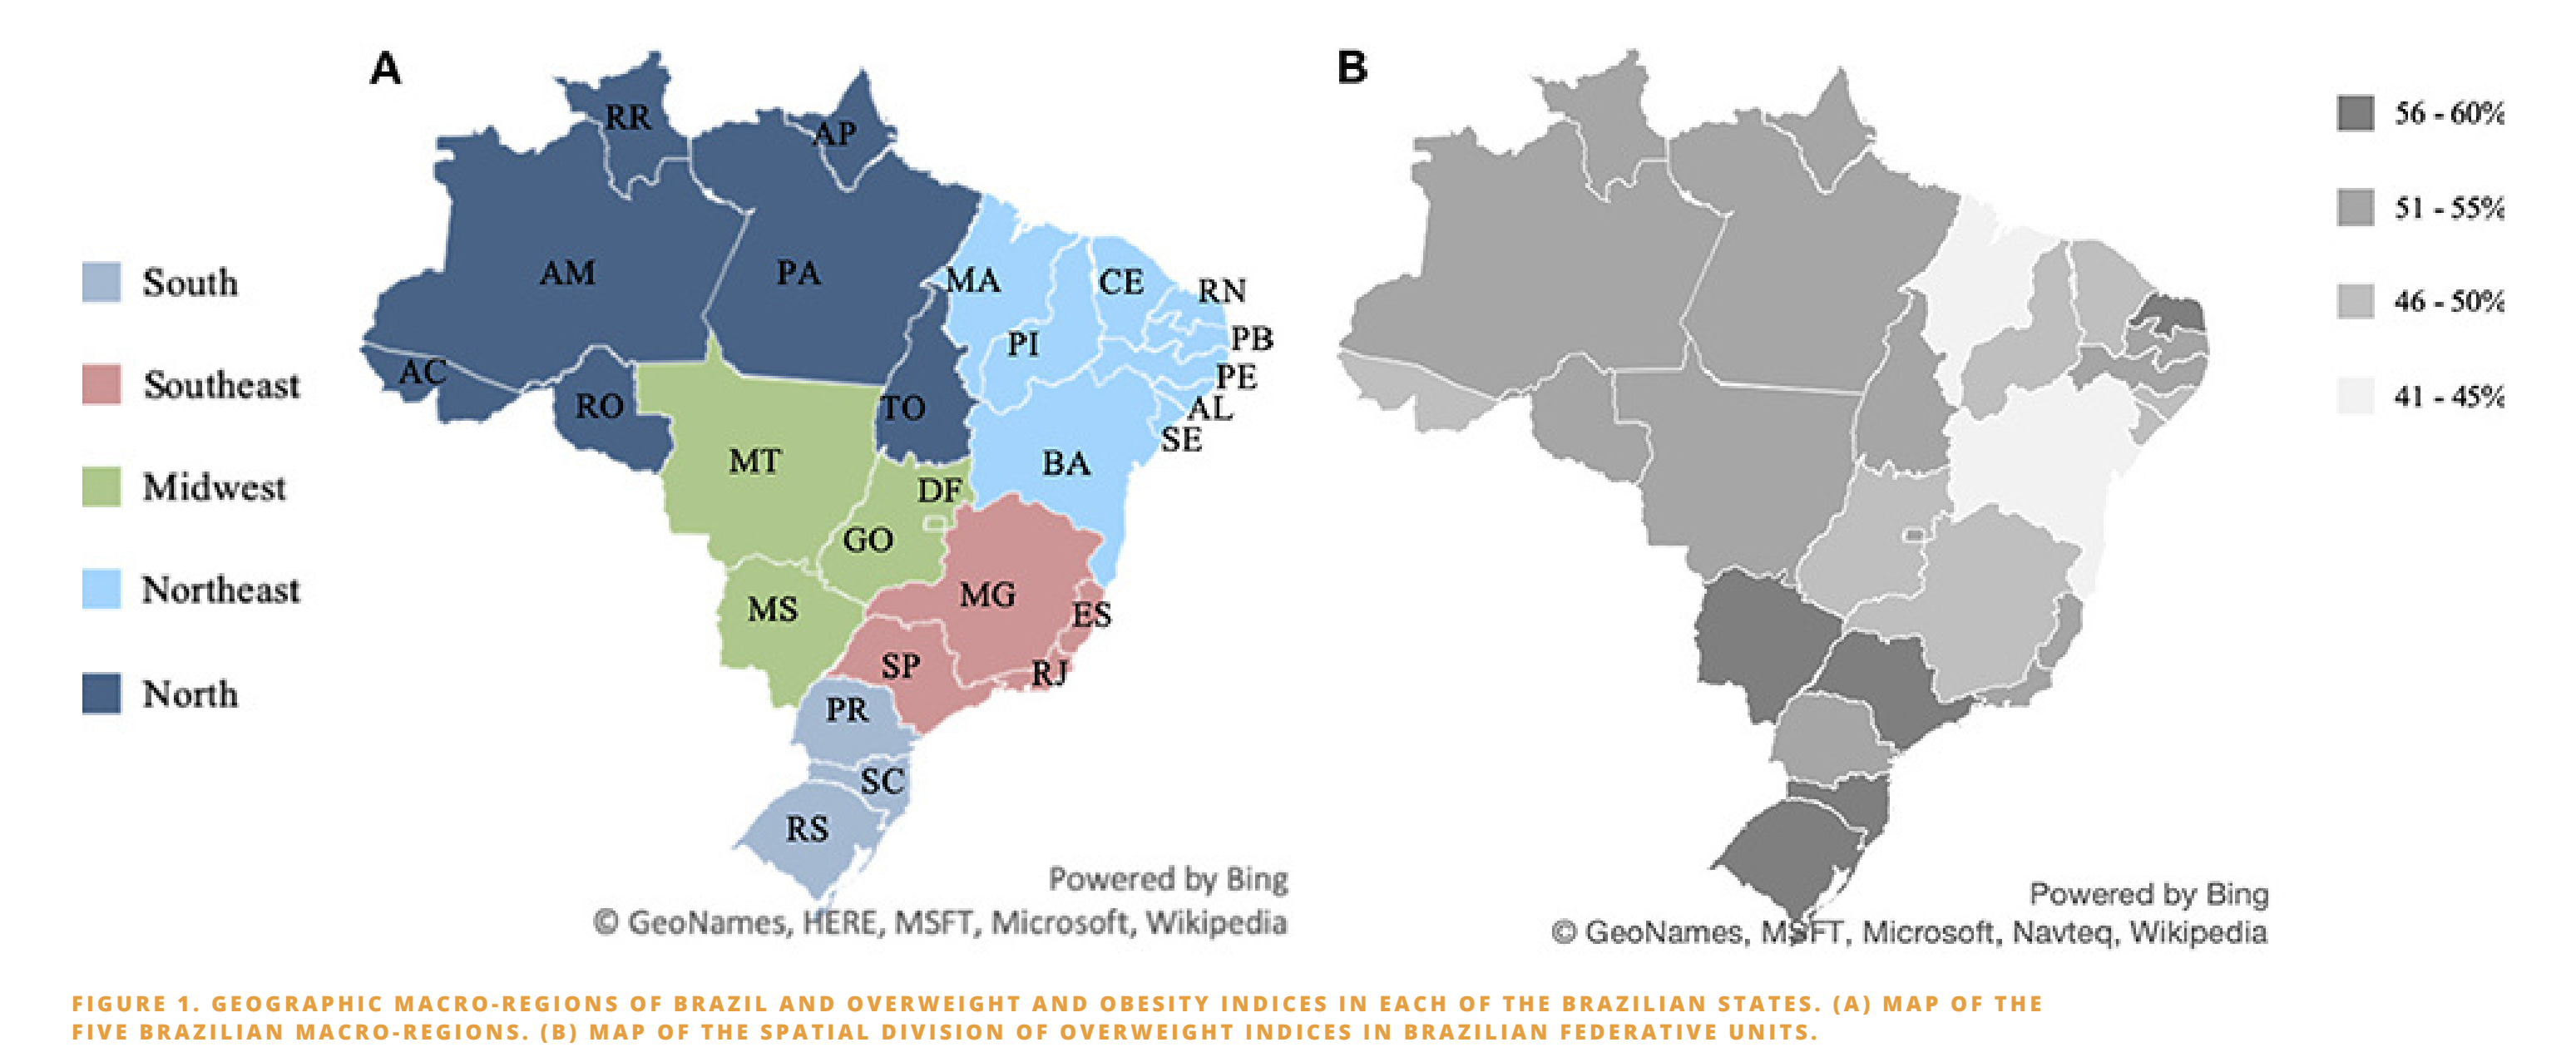 A
RR
AP
AM
PA
MA
CE
RN
PB
PI
PE
AC
RO
TO
AL
SE
MT
BA
DF
GO
MG
MS
ES
SP
RJ
PR
SC
RS
South
Southeast
Midwest
Northeast
North
Powered by Bing
© GeoNames, HERE, MSFT, Microsoft, Wikipedia
B
56 - 60%
51 - 55%
46 - 50%
41 - 45%
Powered by Bing
© GeoNames, MSFT, Microsoft, Navteq, Wikipedia
FIGURE 1. GEOGRAPHIC MACRO-REGIONS OF BRAZIL AND OVERWEIGHT AND OBESITY INDICES IN EACH OF THE BRAZILIAN STATES. (A) MAP OF THE
FIVE BRAZILIAN MACRO-REGIONS. (B) MAP OF THE SPATIAL DIVISION OF OVERWEIGHT INDICES IN BRAZILIAN FEDERATIVE UNITS.